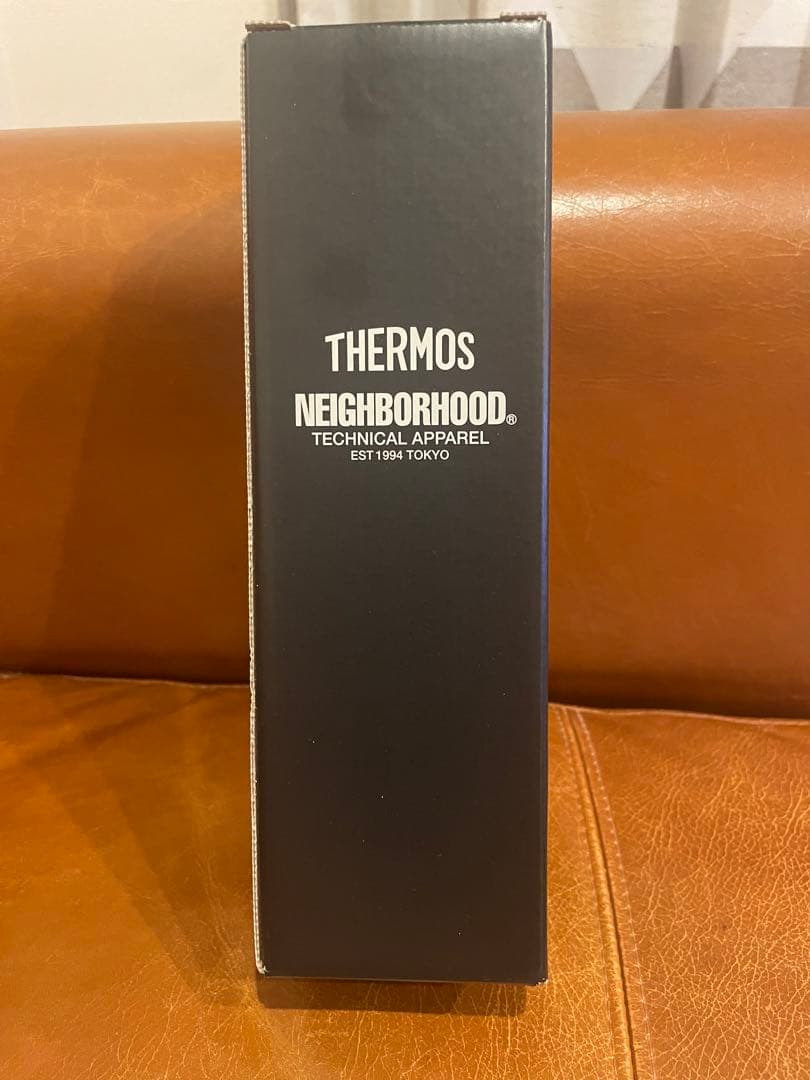 THERMOS
NEIGHBORHOOD®
TECHNICAL APPAREL
EST 1994 TOKYO